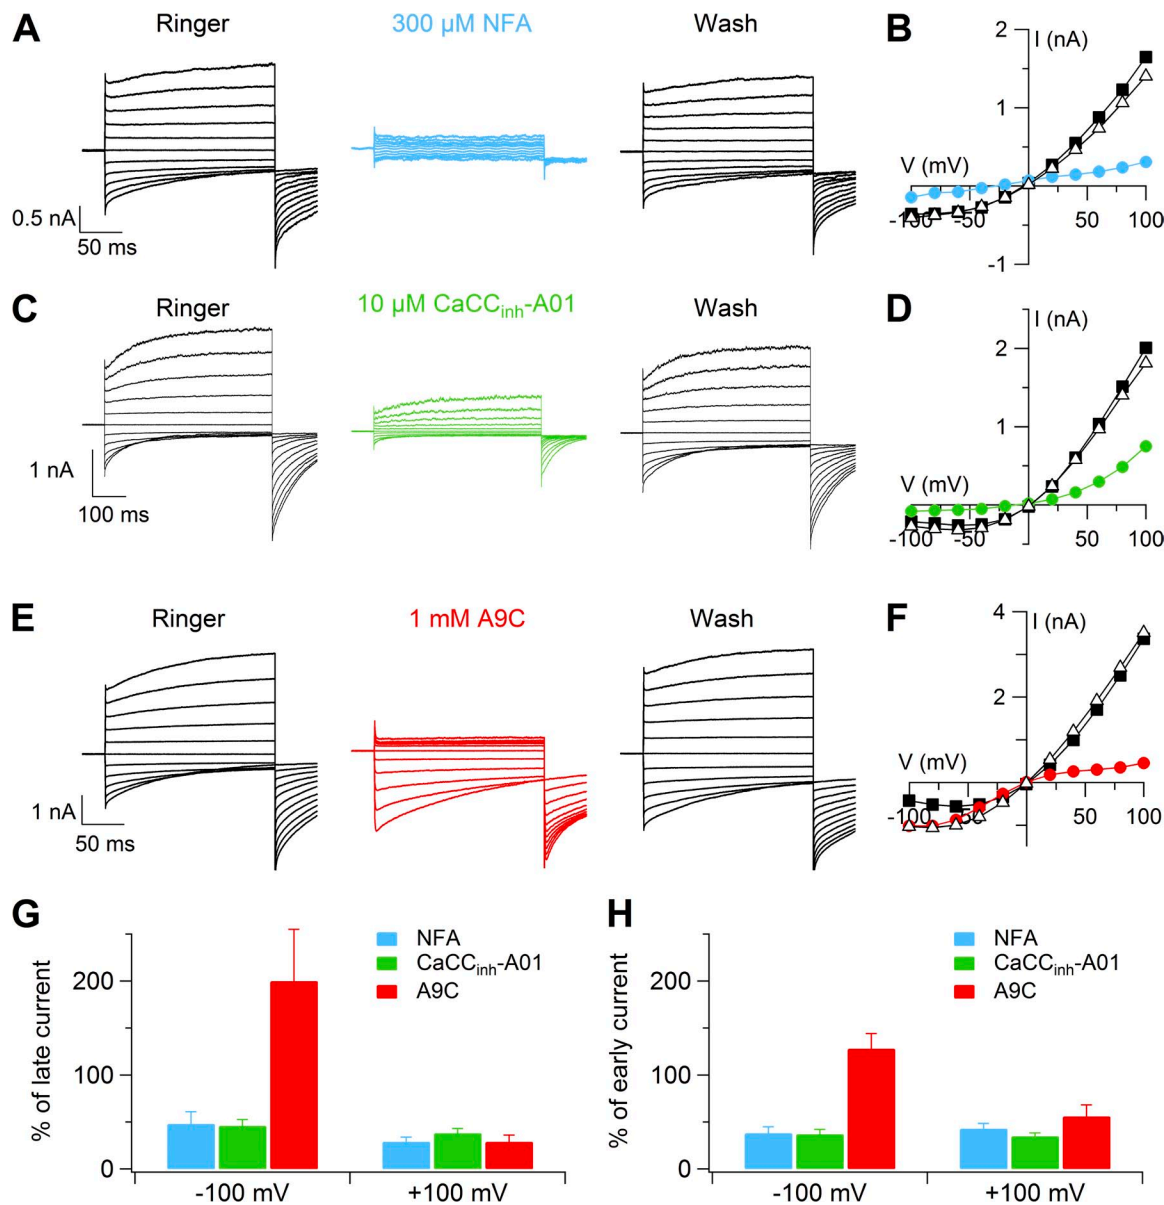 A
Ringer
300 µM NFA
Wash
0.5 nA
50 ms
B
2
I (nA)
1
V (mV)
-100
-50
50
100
-1
C
Ringer
10 µM CaCCinh-A01
Wash
1 nA
100 ms
D
I (nA)
2
1
V (mV)
-100
-50
50
100
E
Ringer
1 mM A9C
Wash
1 nA
50 ms
F
4
I (nA)
2
V (mV)
-100
-50
50
100
G
% of late current
200
100
0
NFA
CaCCinh-A01
A9C
-100 mV
+100 mV
H
% of early current
200
100
0
NFA
CaCCinh-A01
A9C
-100 mV
+100 mV